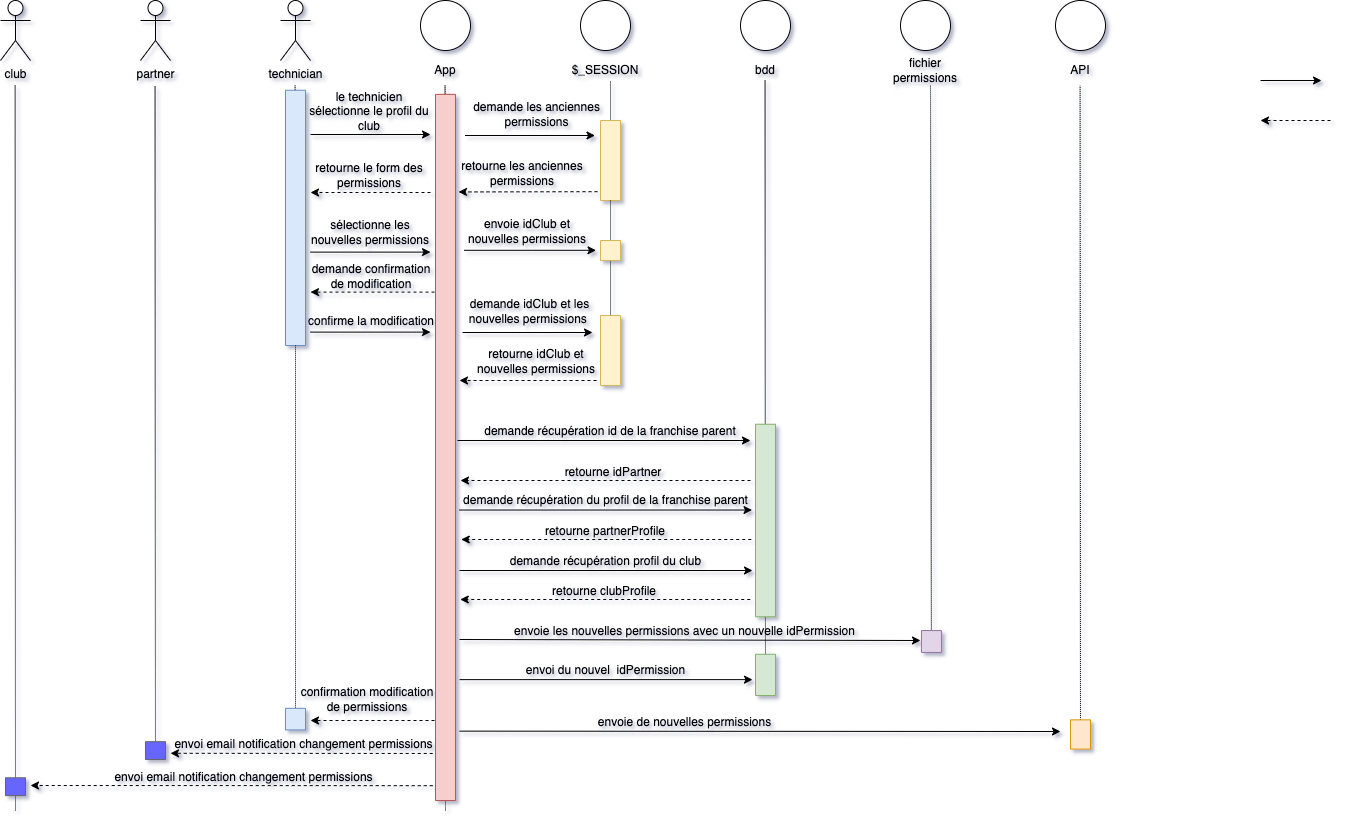 club
partner
technician
App
$_SESSION
bdd
fichier
permissions
API
le technicien
sélectionne le profil du
club
demande les anciennes
permissions
retourne le form des
permissions
retourne les anciennes
permissions
sélectionne les
nouvelles permissions
envoie idClub et
nouvelles permissions
demande confirmation
de modification
confirme la modification
demande idClub et les
nouvelles permissions
retourne idClub et
nouvelles permissions
demande récupération id de la franchise parent
retourne idPartner
demande récupération du profil de la franchise parent
retourne partnerProfile
demande récupération profil du club
retourne clubProfile
envoie les nouvelles permissions avec un nouvelle idPermission
envoi du nouvel  idPermission
confirmation modification
de permissions
envoie de nouvelles permissions
envoi email notification changement permissions
envoi email notification changement permissions